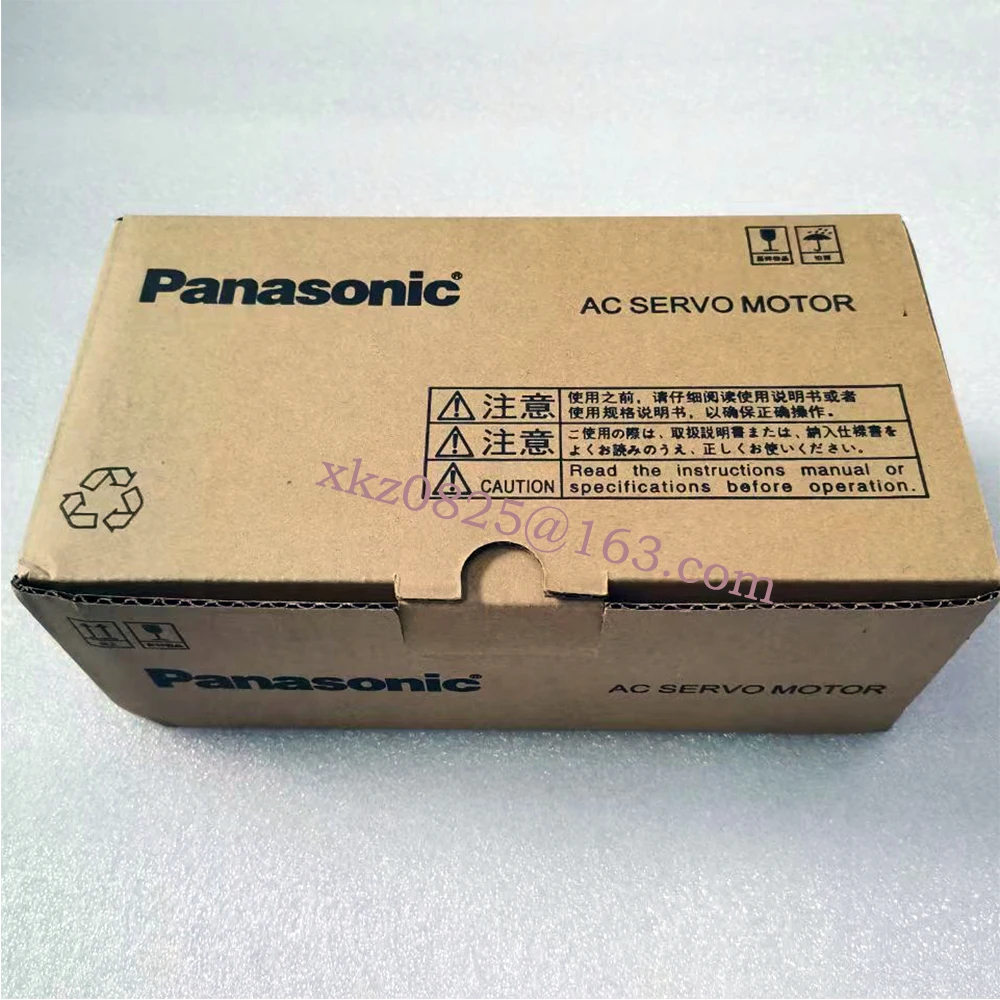 Panasonic®
AC SERVO MOTOR
注意
使用之前，请仔细阅读使用说明书或者
使用规格说明书，以确保正确操作。
注意
ご使用の際は、取扱説明書または、納入仕様書を
よくお読みのうえ、正しくお使いください。
CAUTION
Read the instructions manual or
specifications before operation.
xkz0825@163.com
Panasonic®
AC SERVO MOTOR